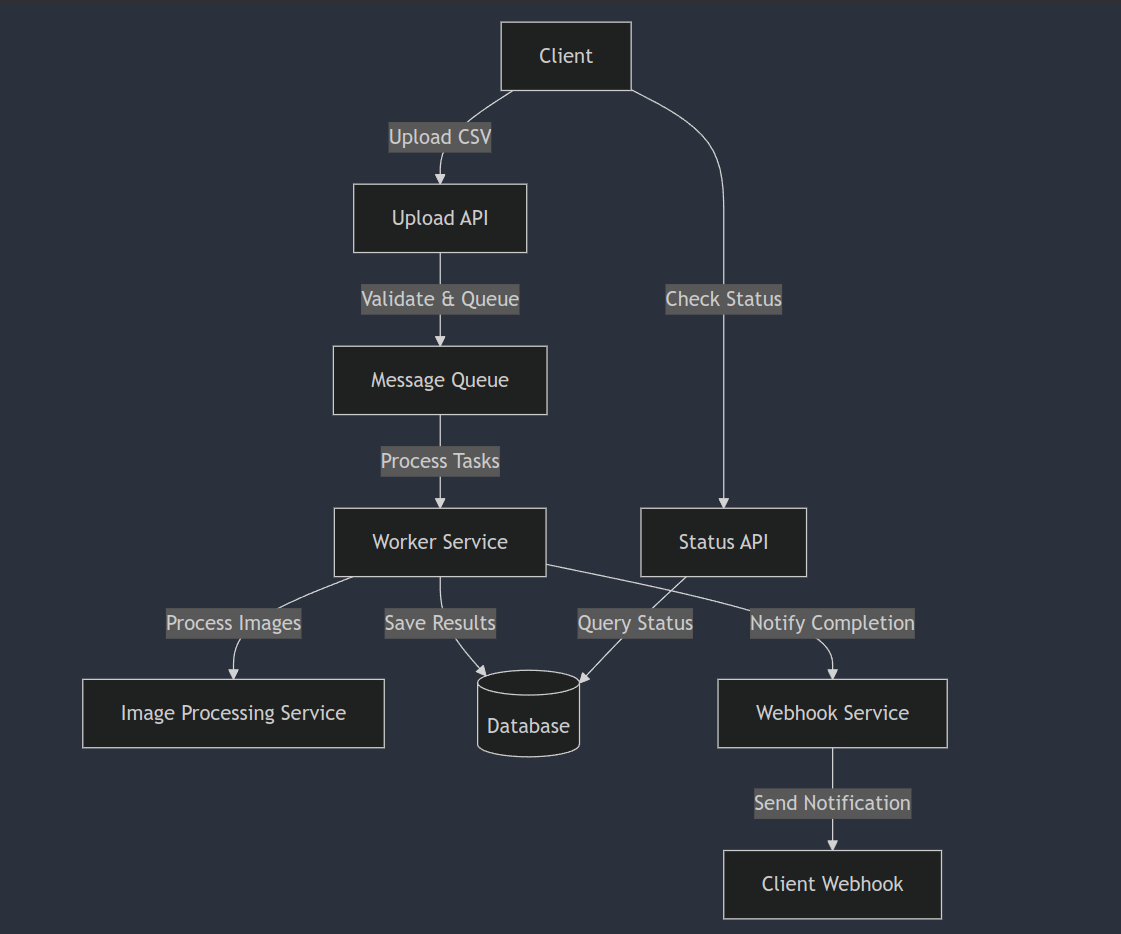 Client
Upload CSV
Upload API
Validate & Queue
Check Status
Message Queue
Process Tasks
Worker Service
Status API
Process Images
Save Results
Query Status
Notify Completion
Image Processing Service
Database
Webhook Service
Send Notification
Client Webhook